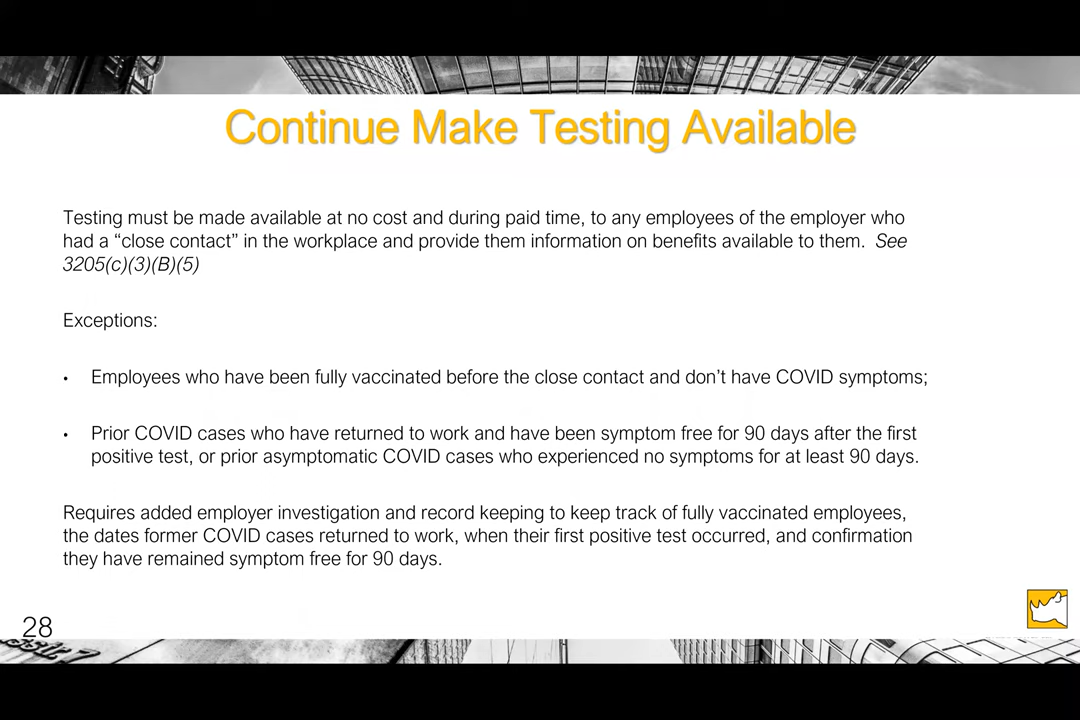 Continue Make Testing Available
Testing must be made available at no cost and during paid time, to any employees of the employer who
had a “close contact” in the workplace and provide them information on benefits available to them.  See
3205(c)(3)(B)(5)
Exceptions:
• Employees who have been fully vaccinated before the close contact and don’t have COVID symptoms;
• Prior COVID cases who have returned to work and have been symptom free for 90 days after the first
positive test, or prior asymptomatic COVID cases who experienced no symptoms for at least 90 days.
Requires added employer investigation and record keeping to keep track of fully vaccinated employees,
the dates former COVID cases returned to work, when their first positive test occurred, and confirmation
they have remained symptom free for 90 days.
28